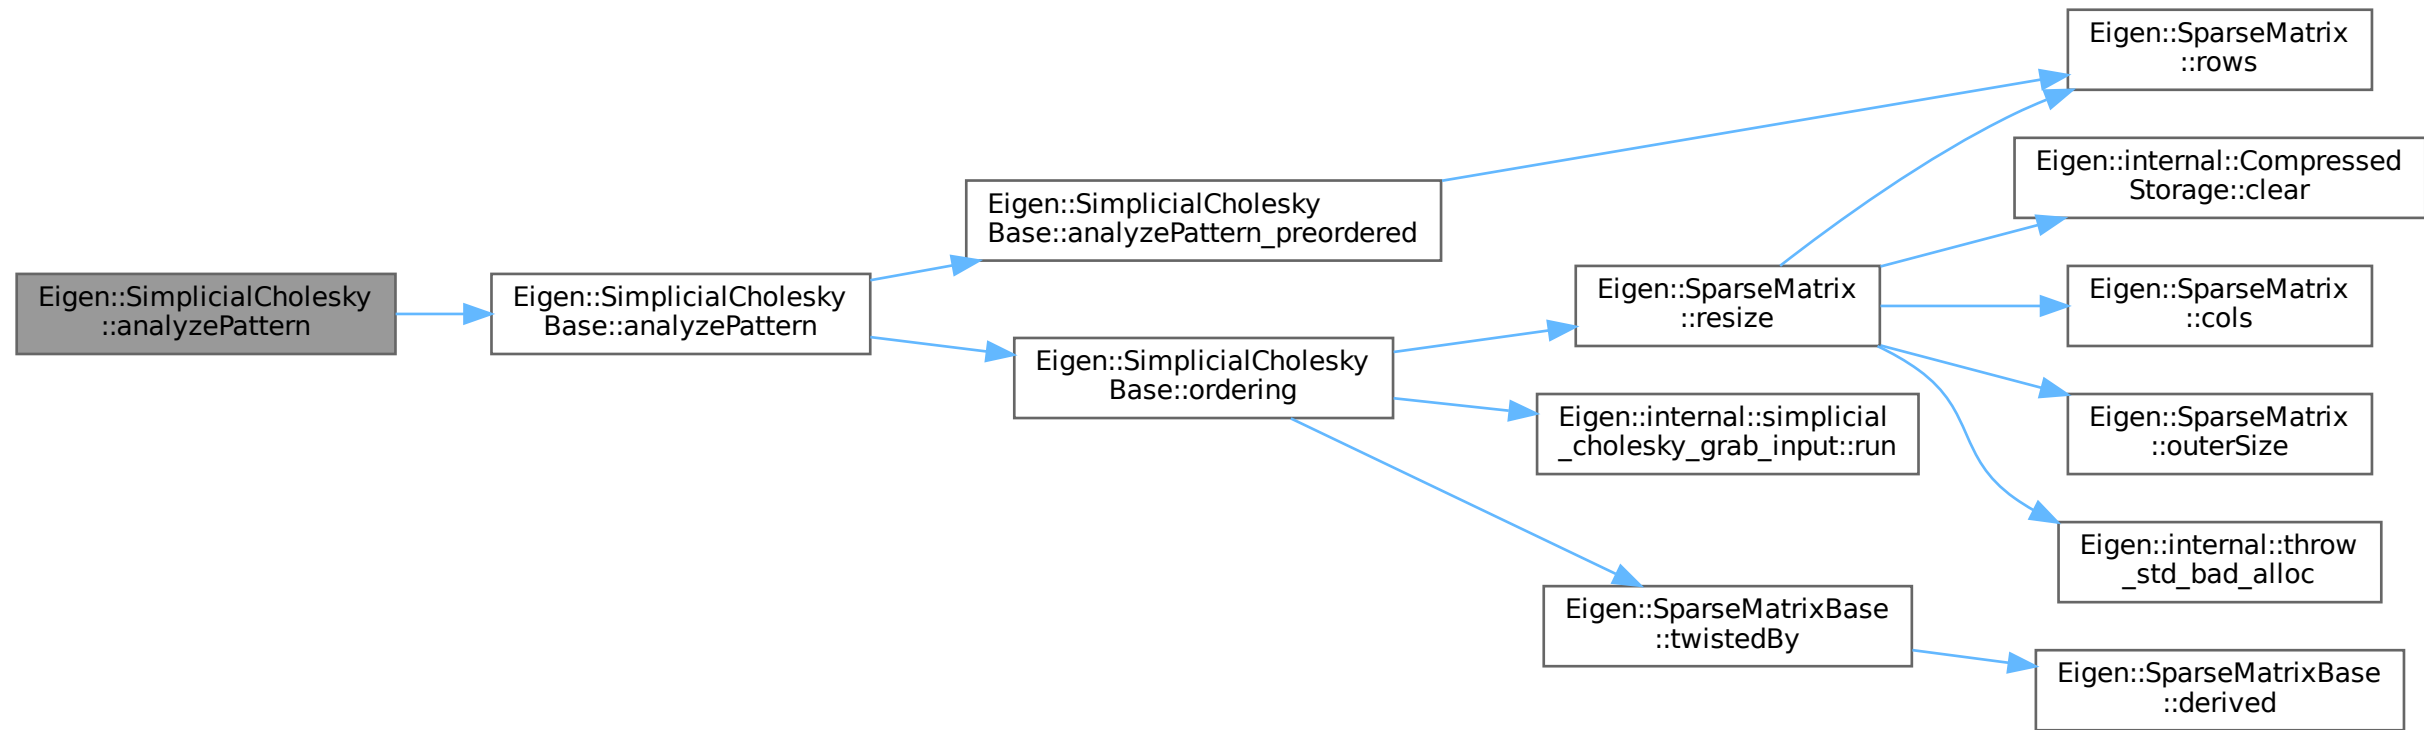 Eigen::SimplicialCholesky
::analyzePattern
Eigen::SimplicialCholesky
Base::analyzePattern
Eigen::SimplicialCholesky
Base::analyzePattern_preordered
Eigen::SimplicialCholesky
Base::ordering
Eigen::SparseMatrix
::resize
Eigen::internal::simplicial
_cholesky_grab_input::run
Eigen::SparseMatrixBase
::twistedBy
Eigen::SparseMatrix
::rows
Eigen::internal::Compressed
Storage::clear
Eigen::SparseMatrix
::cols
Eigen::SparseMatrix
::outerSize
Eigen::internal::throw
_std_bad_alloc
Eigen::SparseMatrixBase
::derived